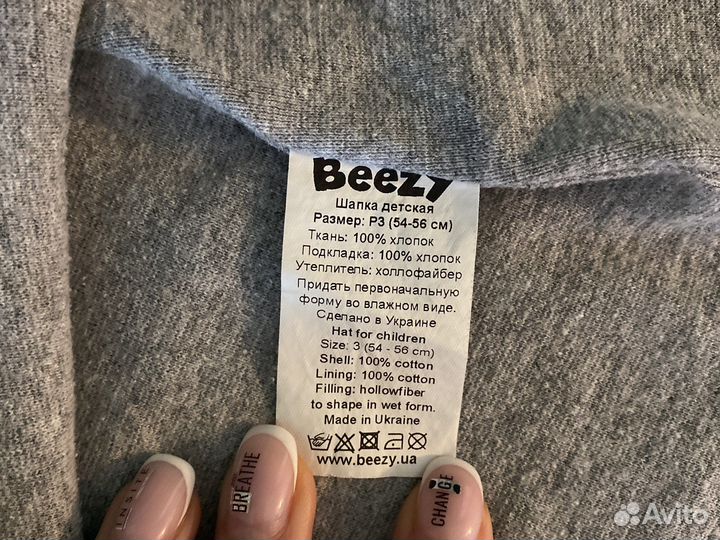 Beezy
Шапка детская
Размер: Р3 (54-56 см)
Ткань: 100% хлопок
Подкладка: 100% хлопок
Утеплитель: холлофайбер
Придать первоначальную
форму во влажном виде.
Сделано в Украине
Hat for children
Size: 3 (54 - 56 cm)
Shell: 100% cotton
Lining: 100% cotton
Filling: hollowfiber
to shape in wet form.
Made in Ukraine
www.beezy.ua
BREATHE
CHANGE
Avito